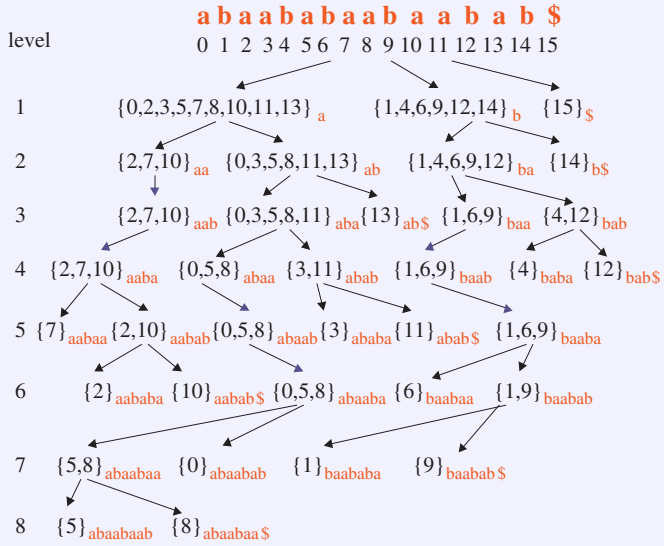 a b a a b a b a a b a a b a b $
level 0 1 2 3 4 5 6 7 8 9 10 11 12 13 14 15
1 {0,2,3,5,7,8,10,11,13} a {1,4,6,9,12,14} b {15} $
2 {2,7,10} aa {0,3,5,8,11,13} ab {1,4,6,9,12} ba {14} b$
3 {2,7,10} aab {0,3,5,8,11} aba {13} ab$ {1,6,9} baa {4,12} bab
4 {2,7,10} aaba {0,5,8} abaa {3,11} abab {1,6,9} baab {4} baba {12} bab$
5 {7} aabaa {2,10} aabab {0,5,8} abaab {3} ababa {11} abab$ {1,6,9} baaba
6 {2} aababa {10} aabab$ {0,5,8} abaaba {6} baabaa {1,9} baabab
7 {5,8} abaabaa {0} abaabab {1} baababa {9} baabab$
8 {5} abaabaab {8} abaabaa$